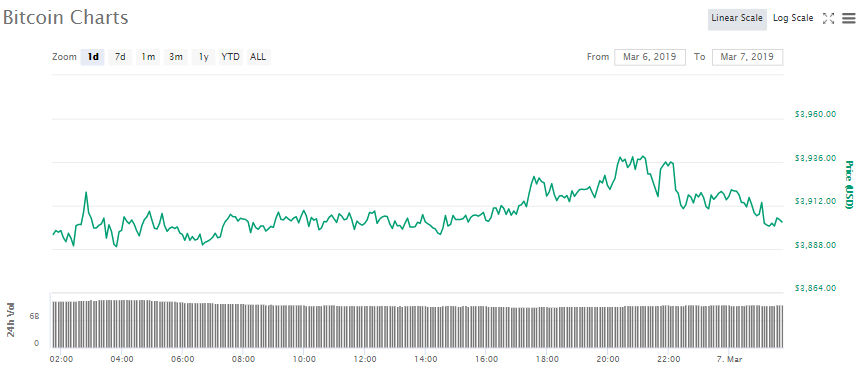 Bitcoin Charts
Linear Scale Log Scale
Zoom 1d 7d 1m 3m 1y YTD ALL From Mar 6, 2019 To Mar 7, 2019
$3,960.00
$3,936.00
$3,912.00
$3,888.00
$3,864.00
Price (USD)
24h Vol
6B
0
02:00 04:00 06:00 08:00 10:00 12:00 14:00 16:00 18:00 20:00 22:00 7. Mar